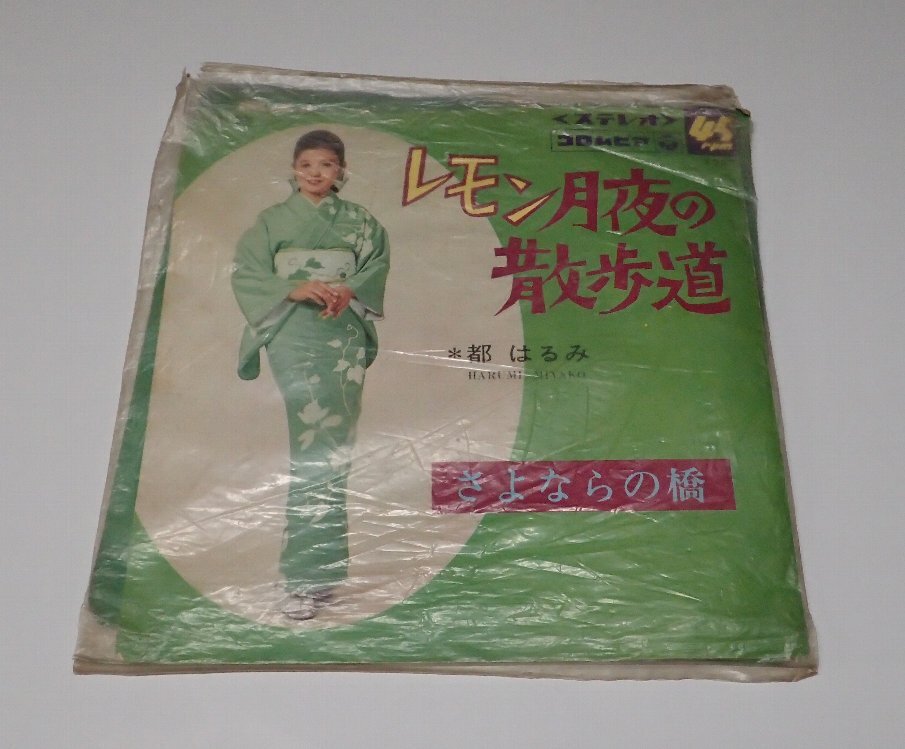 <ステレオ>
コロムビア
45
rpm
レモン月夜の
散歩道
*都 はるみ
HARUMI MIYAKO
さよならの橋